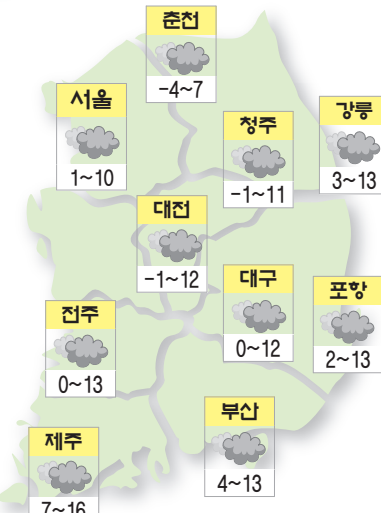 춘천
-4~7
서울
1~10
청주
-1~11
강릉
3~13
대전
-1~12
대구
0~12
포항
2~13
전주
0~13
부산
4~13
제주
7~16